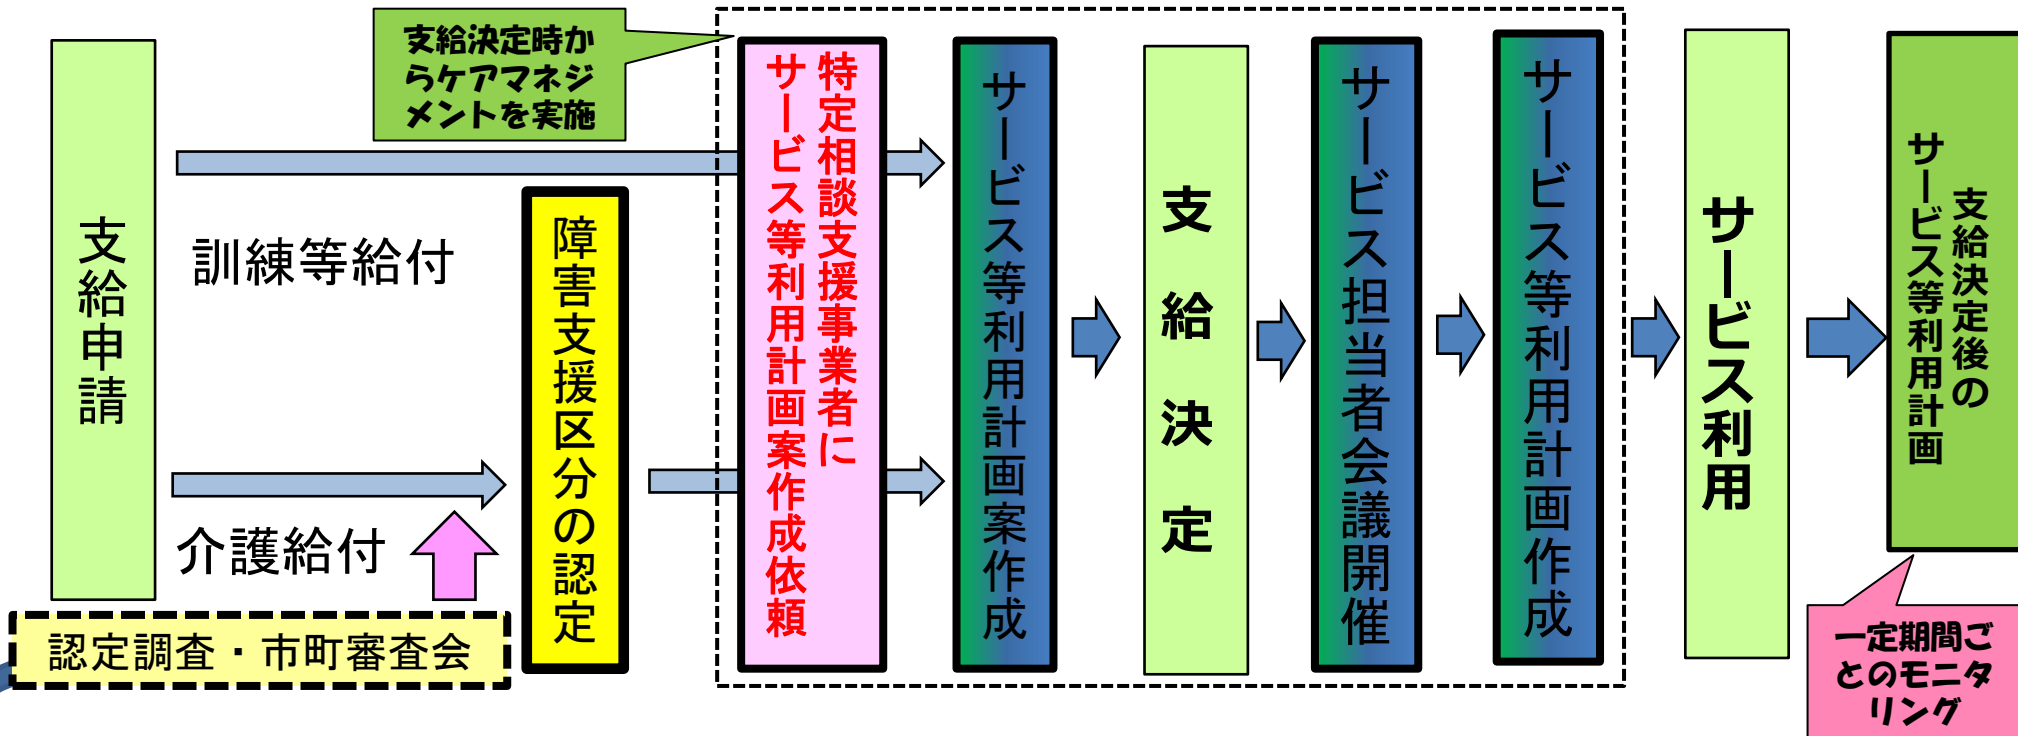 支給申請
訓練等給付
介護給付
認定調査・市町審査会
障害支援区分の認定
支給決定時か
らケアマネジ
メントを実施
特定相談支援事業者に
サービス等利用計画案作成依頼
サービス等利用計画案作成
支給決定
サービス担当者会議開催
サービス等利用計画作成
サービス利用
支給決定後の
サービス等利用計画
一定期間ご
とのモニタ
リング